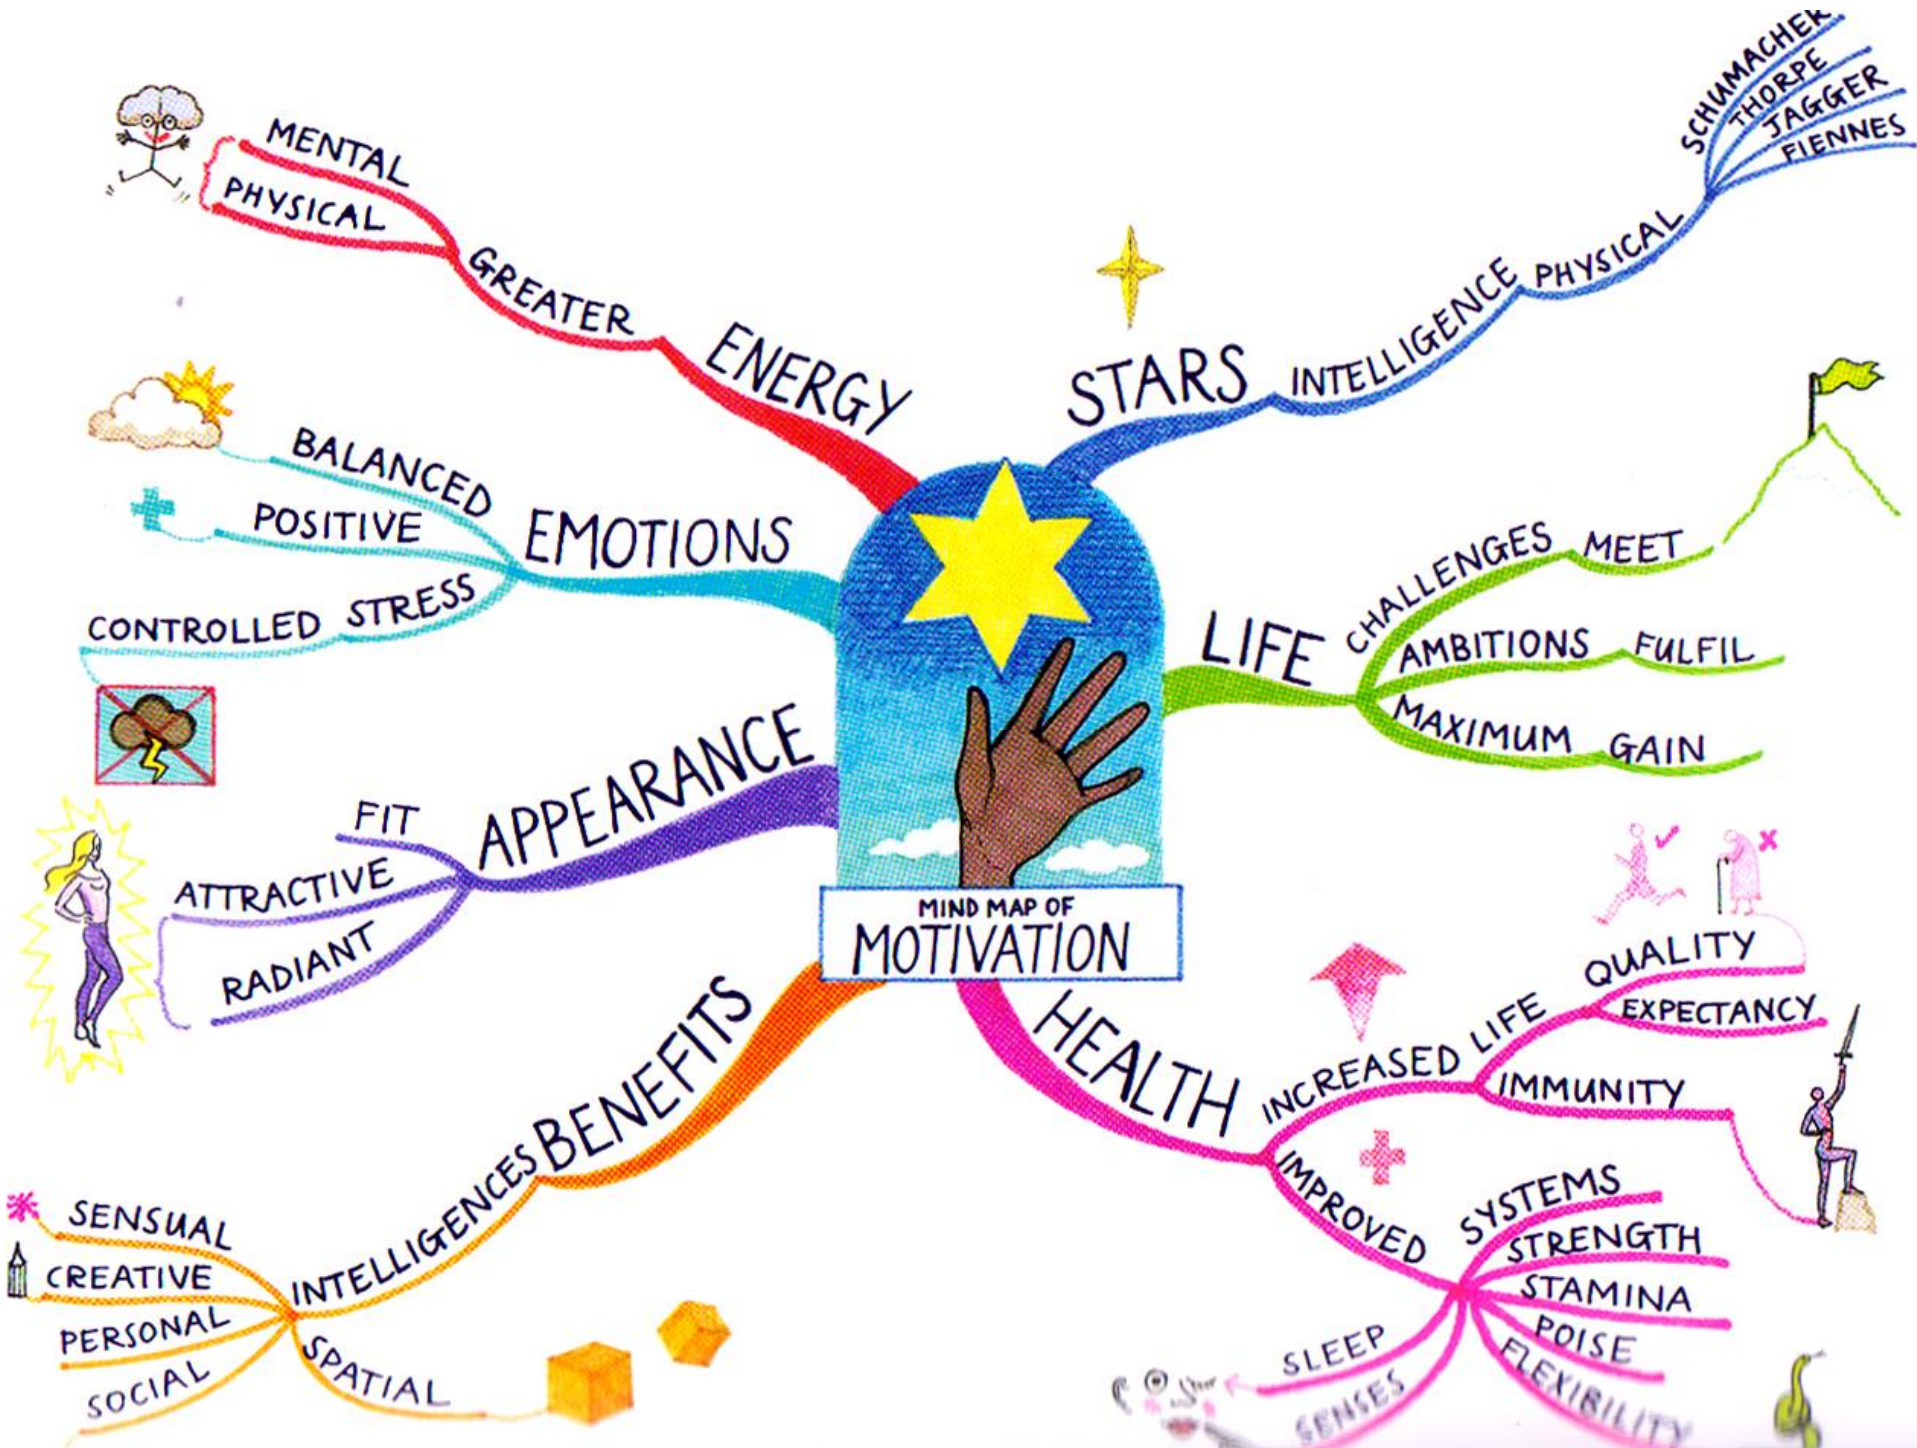 MIND MAP OF
MOTIVATION
STARS
INTELLIGENCE
PHYSICAL
SCHUMACHER
THORPE
JAGGER
FIENNES
LIFE
CHALLENGES MEET
AMBITIONS FULFIL
MAXIMUM GAIN
HEALTH
INCREASED
LIFE
QUALITY
EXPECTANCY
IMMUNITY
IMPROVED
SYSTEMS
STRENGTH
STAMINA
POISE
FLEXIBILITY
SENSES
SLEEP
BENEFITS
INTELLIGENCES
SPATIAL
SOCIAL
PERSONAL
CREATIVE
SENSUAL
APPEARANCE
FIT
ATTRACTIVE
RADIANT
EMOTIONS
BALANCED
POSITIVE
CONTROLLED STRESS
ENERGY
GREATER
MENTAL
PHYSICAL